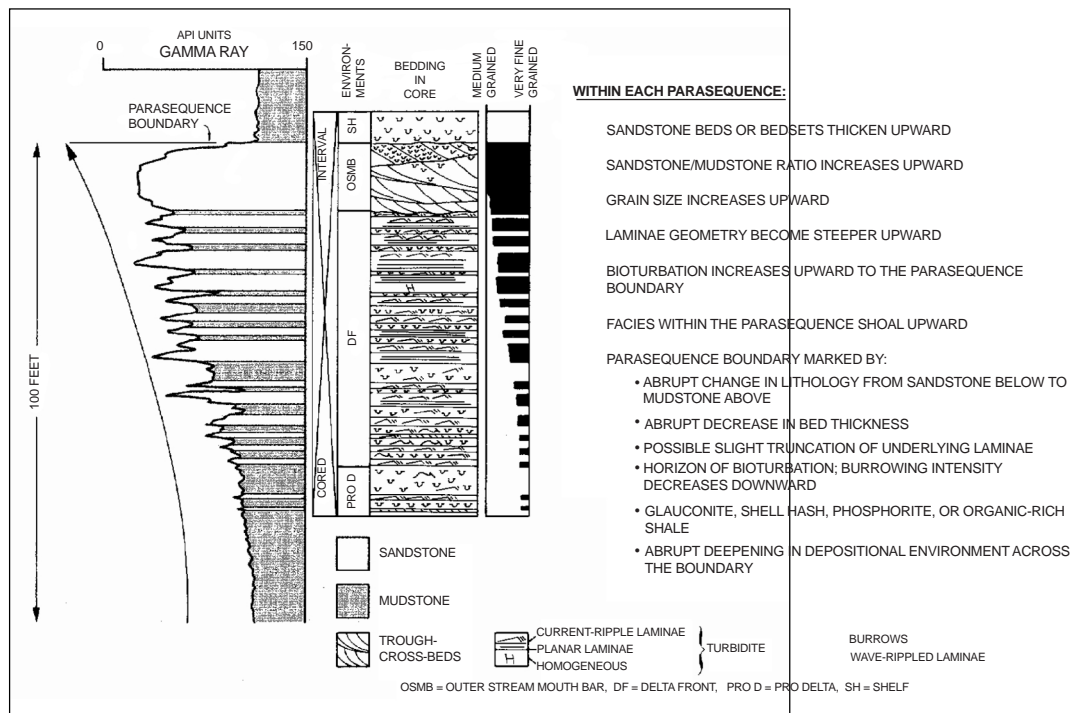 API UNITS
0 GAMMA RAY 150
PARASEQUENCE
BOUNDARY
100 FEET
CORED INTERVAL
ENVIRON-
MENTS
BEDDING
IN
CORE
MEDIUM
GRAINED
VERY FINE
GRAINED
SH
OSMB
DF
PRO D
H
WITHIN EACH PARASEQUENCE:
SANDSTONE BEDS OR BEDSETS THICKEN UPWARD
SANDSTONE/MUDSTONE RATIO INCREASES UPWARD
GRAIN SIZE INCREASES UPWARD
LAMINAE GEOMETRY BECOME STEEPER UPWARD
BIOTURBATION INCREASES UPWARD TO THE PARASEQUENCE
BOUNDARY
FACIES WITHIN THE PARASEQUENCE SHOAL UPWARD
PARASEQUENCE BOUNDARY MARKED BY:
• ABRUPT CHANGE IN LITHOLOGY FROM SANDSTONE BELOW TO
MUDSTONE ABOVE
• ABRUPT DECREASE IN BED THICKNESS
• POSSIBLE SLIGHT TRUNCATION OF UNDERLYING LAMINAE
• HORIZON OF BIOTURBATION; BURROWING INTENSITY
DECREASES DOWNWARD
• GLAUCONITE, SHELL HASH, PHOSPHORITE, OR ORGANIC-RICH
SHALE
• ABRUPT DEEPENING IN DEPOSITIONAL ENVIRONMENT ACROSS
THE BOUNDARY
SANDSTONE
MUDSTONE
TROUGH-
CROSS-BEDS
CURRENT-RIPPLE LAMINAE
PLANAR LAMINAE
H HOMOGENEOUS
TURBIDITE
BURROWS
WAVE-RIPPLED LAMINAE
OSMB = OUTER STREAM MOUTH BAR, DF = DELTA FRONT, PRO D = PRO DELTA, SH = SHELF